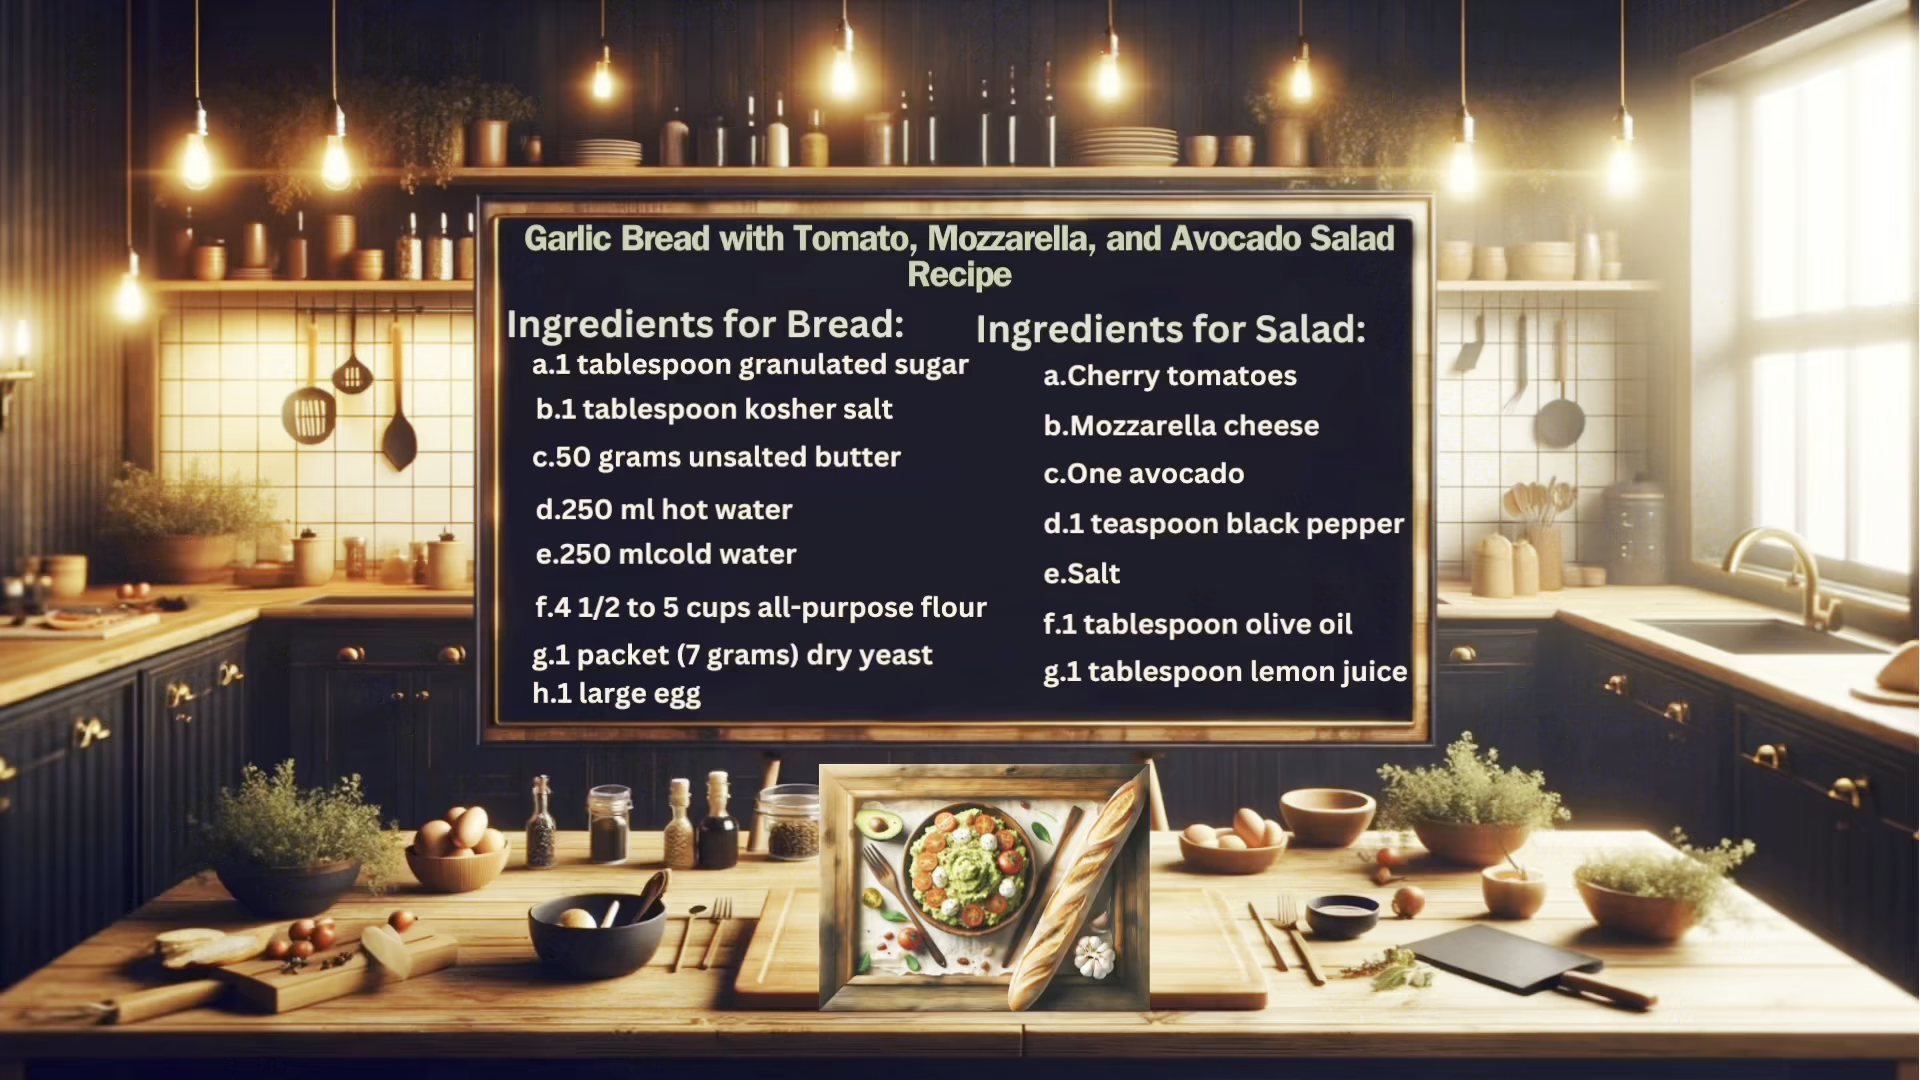 Garlic Bread with Tomato, Mozzarella, and Avocado Salad
Recipe
Ingredients for Bread:
a.1 tablespoon granulated sugar
b.1 tablespoon kosher salt
c.50 grams unsalted butter
d.250 ml hot water
e.250 mlcold water
f.4 1/2 to 5 cups all-purpose flour
g.1 packet (7 grams) dry yeast
h.1 large egg
Ingredients for Salad:
a.Cherry tomatoes
b.Mozzarella cheese
c.One avocado
d.1 teaspoon black pepper
e.Salt
f.1 tablespoon olive oil
g.1 tablespoon lemon juice